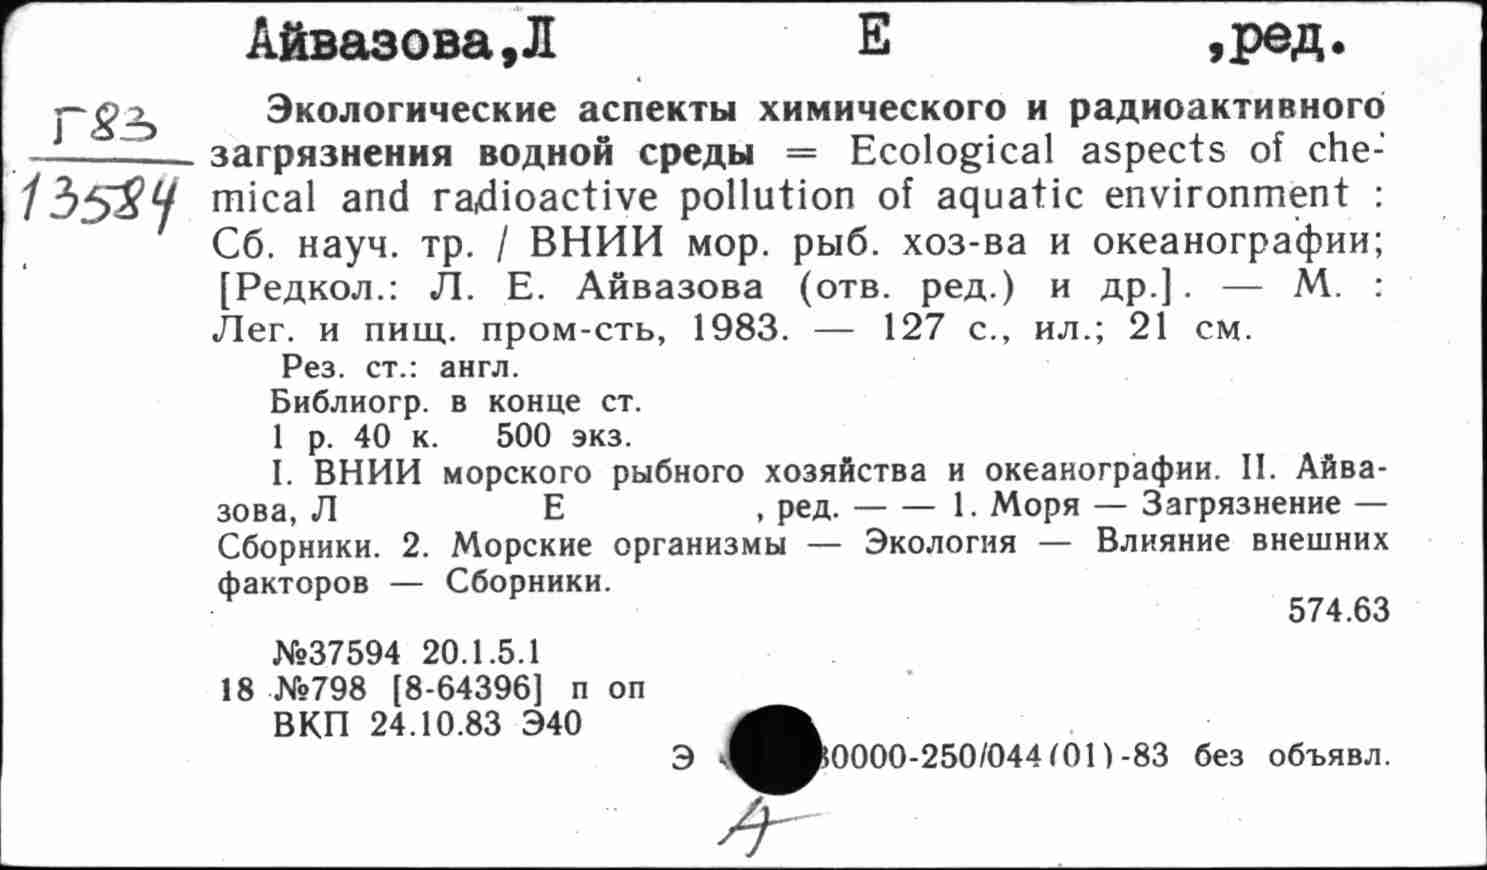 Айвазова,Л Е ,ред.
Г83
13584
Экологические аспекты химического и радиоактивного
загрязнения водной среды = Ecological aspects of che-
mical and radioactive pollution of aquatic environment :
Сб. науч. тр. / ВНИИ мор. рыб. хоз-ва и океанографии;
[Редкол.: Л. Е. Айвазова (отв. ред.) и др.]. — М. :
Лег. и пищ. пром-сть, 1983. — 127 с., ил.; 21 см.
Рез. ст.: англ.
Библиогр. в конце ст.
1 р. 40 к. 500 экз.
I. ВНИИ морского рыбного хозяйства и океанографии. II. Айва-
зова, Л Е , ред. — — 1. Моря — Загрязнение —
Сборники. 2. Морские организмы — Экология — Влияние внешних
факторов — Сборники.
574.63
№37594 20.1.5.1
18 №798 [8-64396] п оп
ВКП 24.10.83 Э40
Э 0000-250/044(01)-83 без объявл.
А